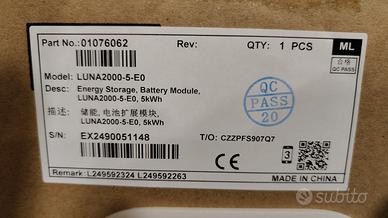 Part No.:01076062 Rev: QTY: 1 PCS ML
Model: LUNA2000-5-E0
合格
QC PASS
Desc: Energy Storage, Battery Module,
LUNA2000-5-E0, 5kWh
QC
PASS
20
描述: 储能, 电池扩展模块,
LUNA2000-5-E0, 5kWh
S/N: EX2490051148 T/O: CZZPFS907Q7
3
Remark: L249592324 L249592263 MADE IN CHINA
subito